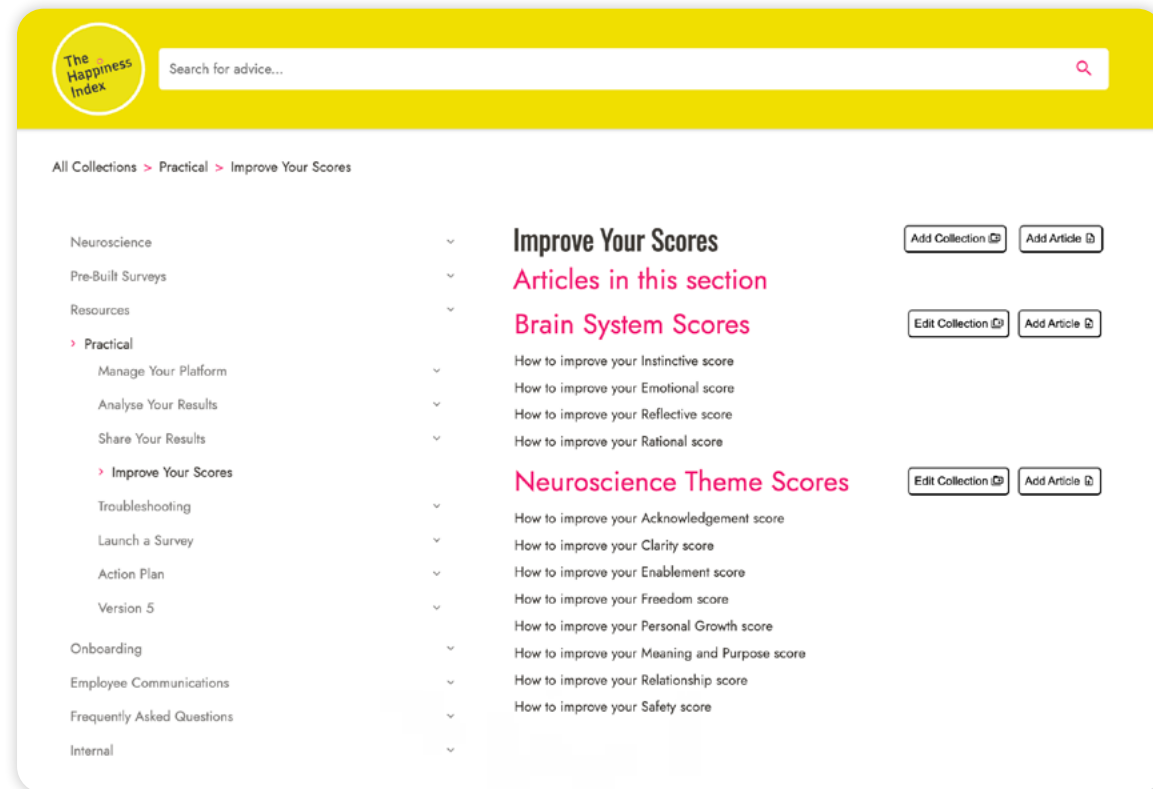 The
Happiness
Index
Search for advice...
All Collections > Practical > Improve Your Scores
Neuroscience
Pre-Built Surveys
Resources
> Practical
Manage Your Platform
Analyse Your Results
Share Your Results
> Improve Your Scores
Troubleshooting
Launch a Survey
Action Plan
Version 5
Onboarding
Employee Communications
Frequently Asked Questions
Internal
Improve Your Scores
Add Collection
Add Article
Articles in this section
Brain System Scores
Edit Collection
Add Article
How to improve your Instinctive score
How to improve your Emotional score
How to improve your Reflective score
How to improve your Rational score
Neuroscience Theme Scores
Edit Collection
Add Article
How to improve your Acknowledgement score
How to improve your Clarity score
How to improve your Enablement score
How to improve your Freedom score
How to improve your Personal Growth score
How to improve your Meaning and Purpose score
How to improve your Relationship score
How to improve your Safety score